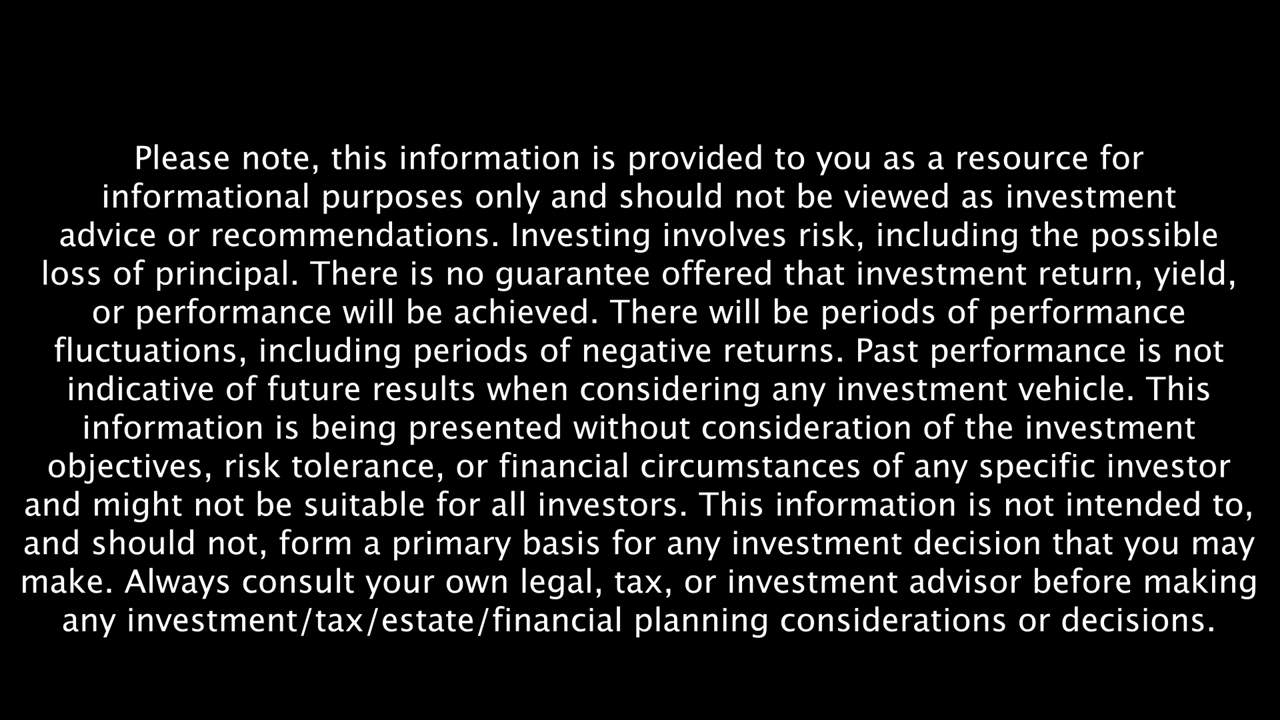 Please note, this information is provided to you as a resource for
informational purposes only and should not be viewed as investment
advice or recommendations. Investing involves risk, including the possible
loss of principal. There is no guarantee offered that investment return, yield,
or performance will be achieved. There will be periods of performance
fluctuations, including periods of negative returns. Past performance is not
indicative of future results when considering any investment vehicle. This
information is being presented without consideration of the investment
objectives, risk tolerance, or financial circumstances of any specific investor
and might not be suitable for all investors. This information is not intended to,
and should not, form a primary basis for any investment decision that you may
make. Always consult your own legal, tax, or investment advisor before making
any investment/tax/estate/financial planning considerations or decisions.